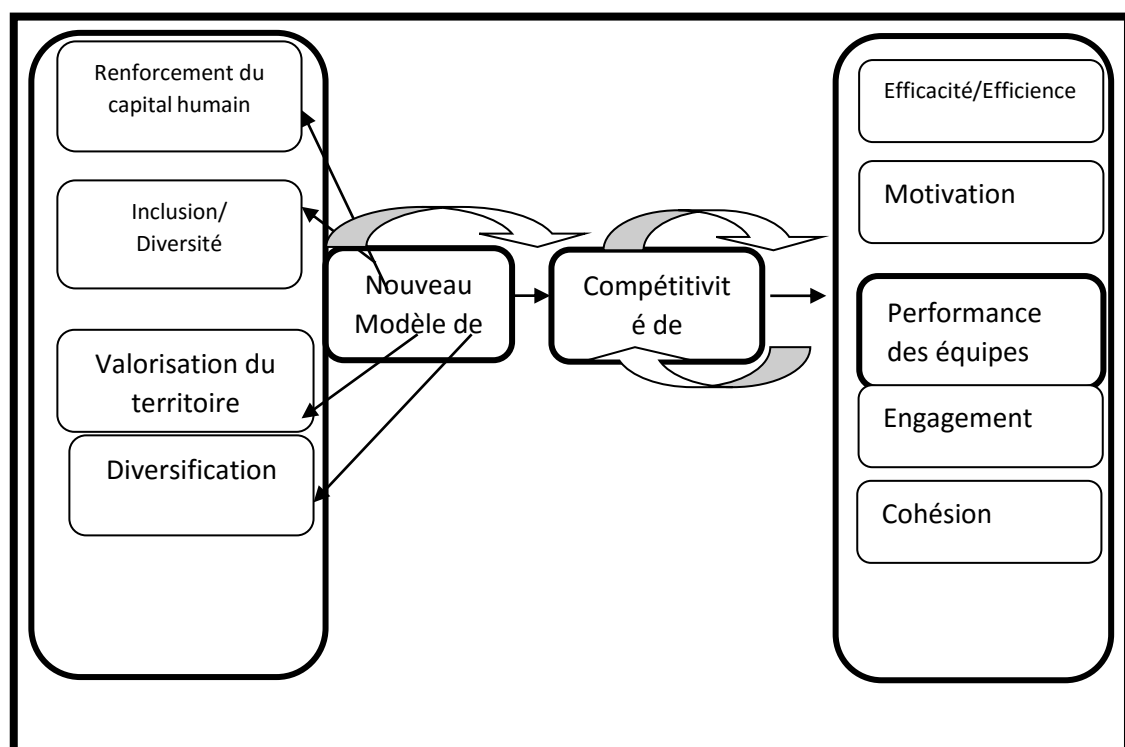 Renforcement du
capital humain
Inclusion/
Diversité
Valorisation du
territoire
Diversification
Nouveau
Modèle de
Compétitivit
é de
Efficacité/Efficience
Motivation
Performance
des équipes
Engagement
Cohésion